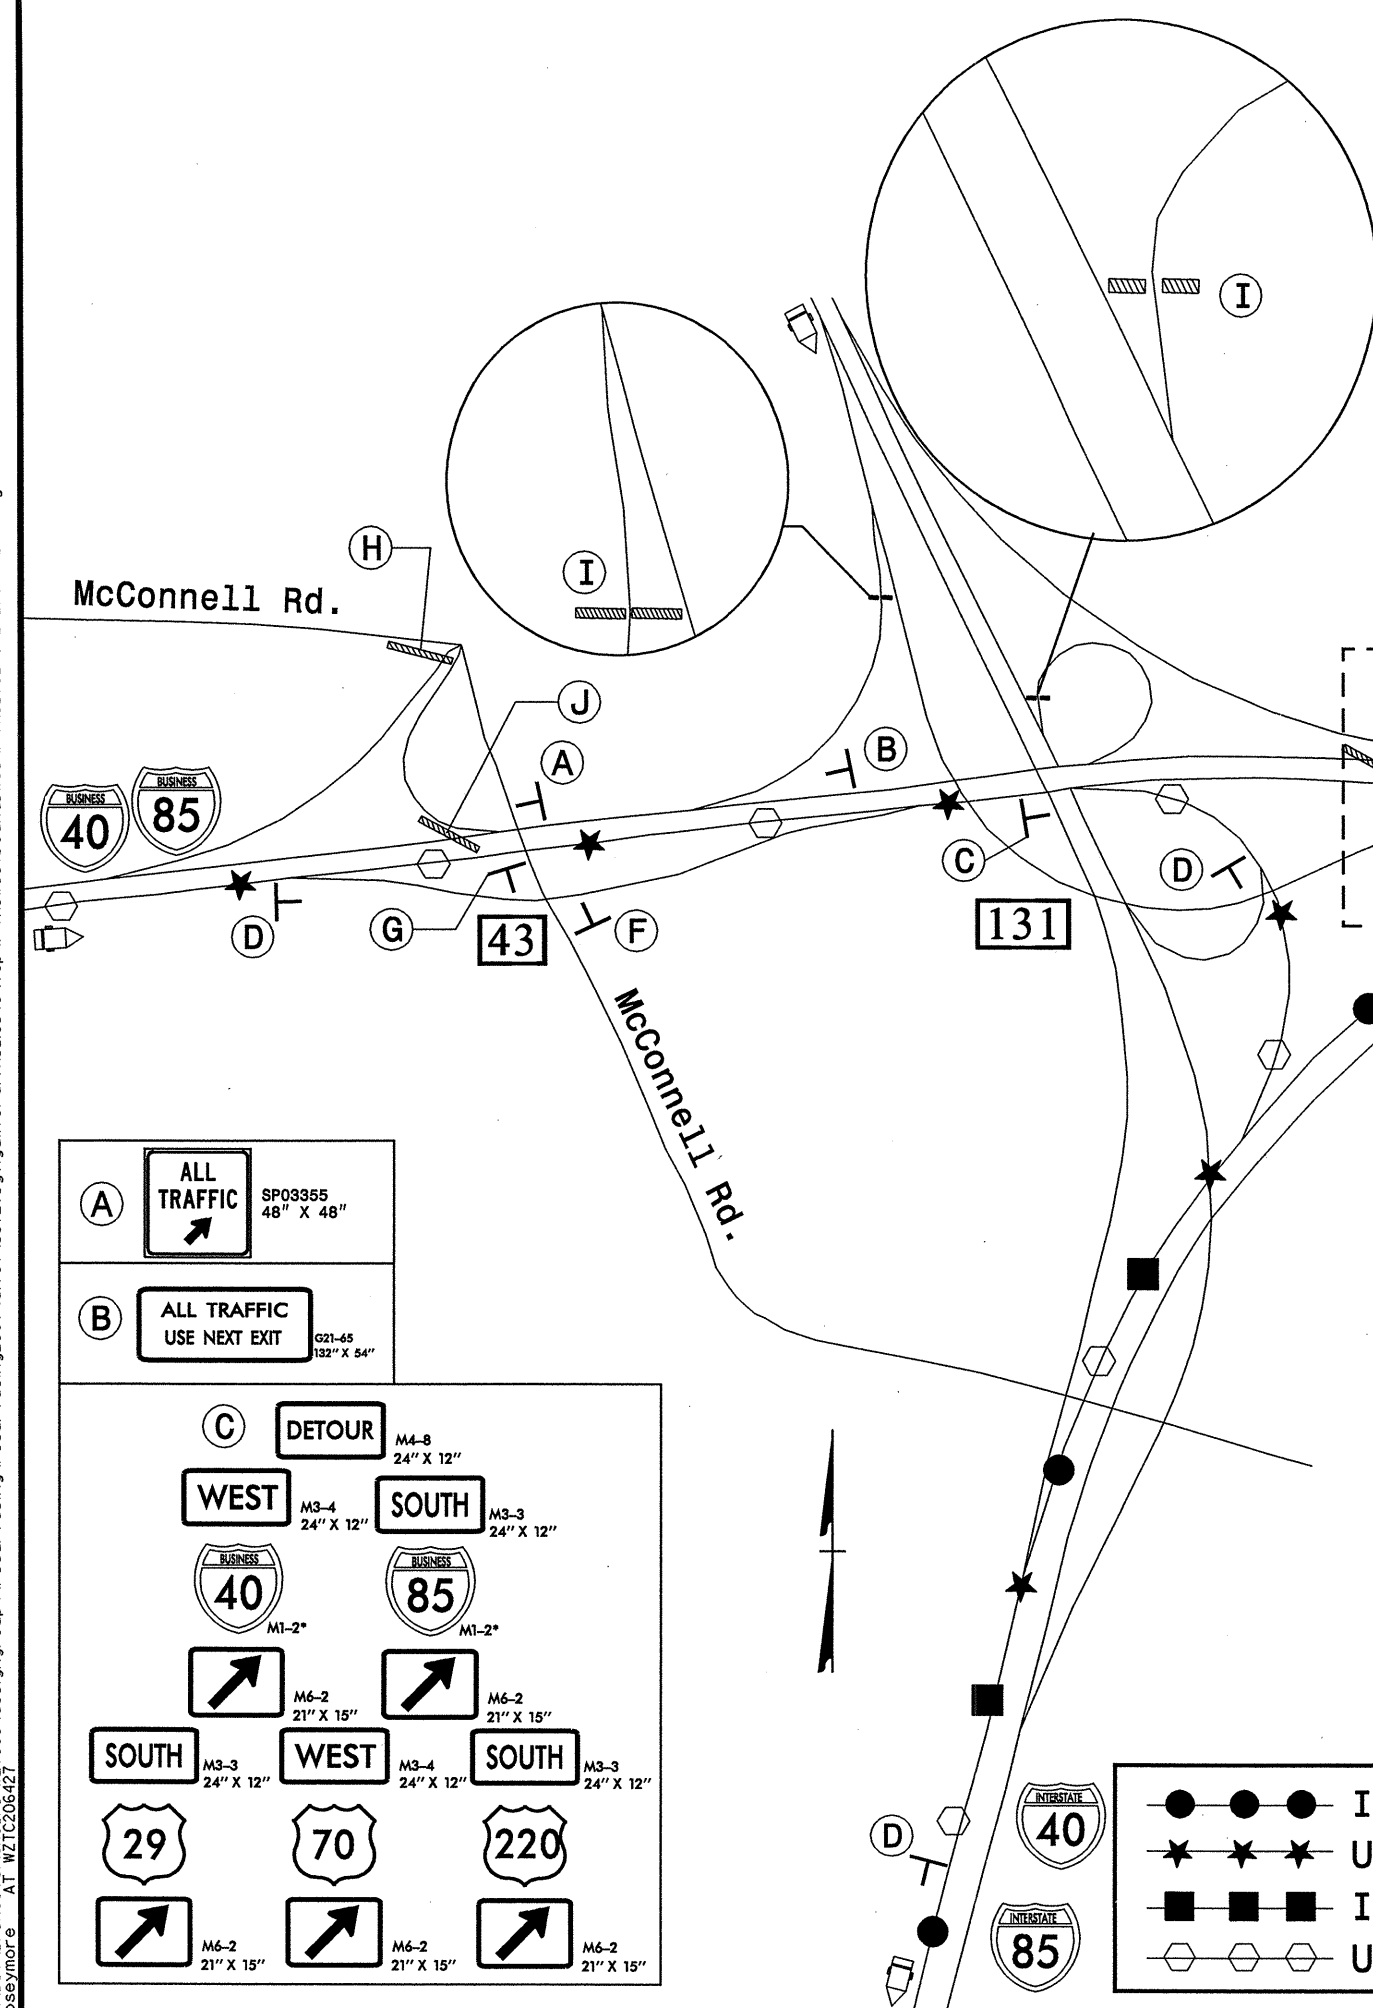 I
H
McConnell Rd.
I
J
A
B
BUSINESS
40
BUSINESS
85
C
D
D
G
43
F
131
McConnell Rd.
A
ALL
TRAFFIC
SP03355
48" X 48"
B
ALL TRAFFIC
USE NEXT EXIT
G21-65
132" X 54"
C
DETOUR
M4-8
24" X 12"
WEST
M3-4
24" X 12"
SOUTH
M3-3
24" X 12"
BUSINESS
40
M1-2*
BUSINESS
85
M1-2*
M6-2
21" X 15"
M6-2
21" X 15"
SOUTH
M3-3
24" X 12"
WEST
M3-4
24" X 12"
SOUTH
M3-3
24" X 12"
29
70
220
M6-2
21" X 15"
M6-2
21" X 15"
M6-2
21" X 15"
D
INTERSTATE
40
INTERSTATE
85
I
U
I
U
AT WZTC206427